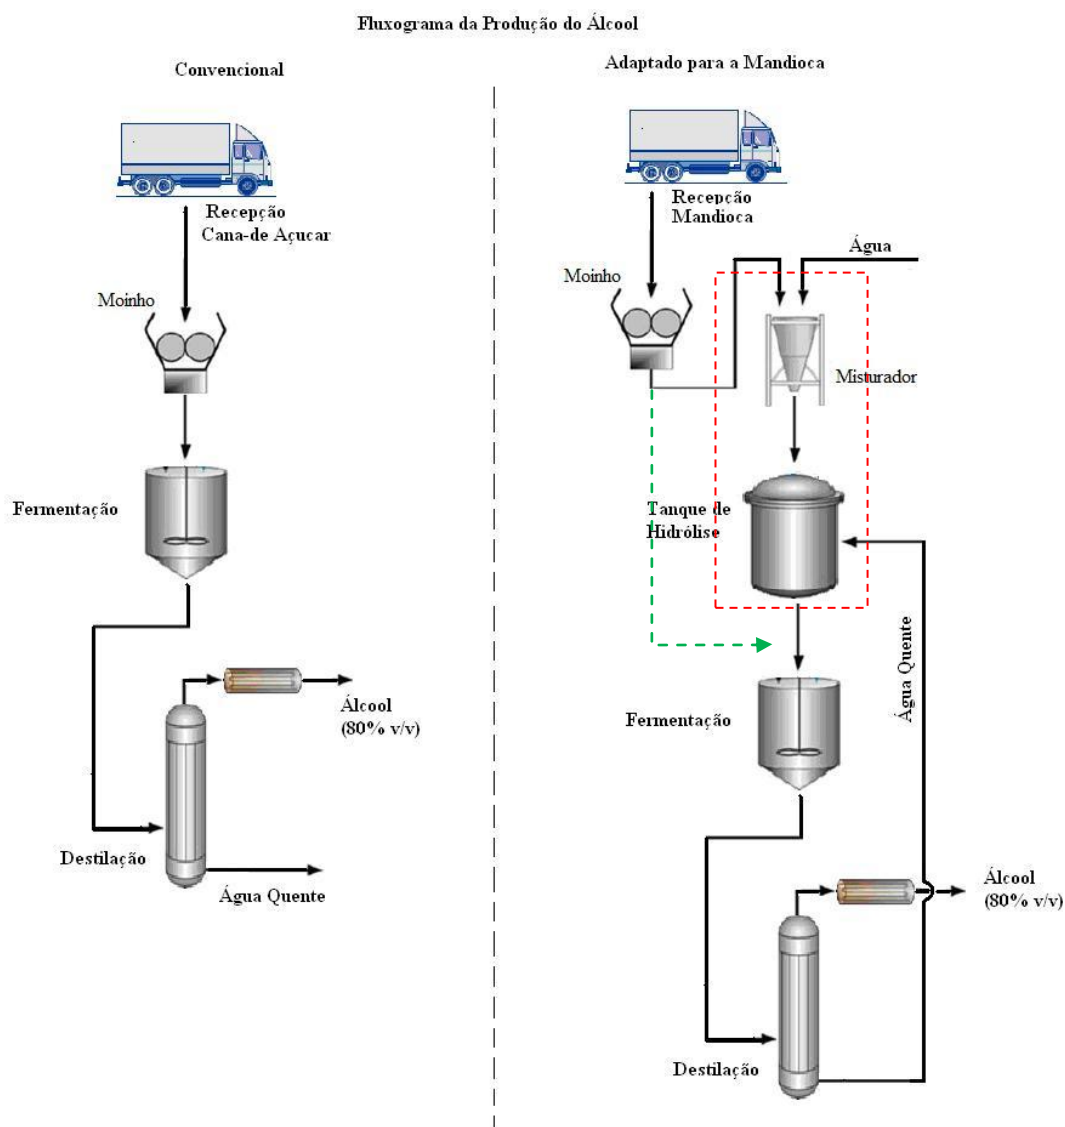 Fluxograma da Produção do Álcool
Convencional
Recepção
Cana-de Açucar
Moinho
Fermentação
Álcool
(80% v/v)
Destilação
Água Quente
Adaptado para a Mandioca
Recepção
Mandioca
Água
Moinho
Misturador
Tanque de
Hidrólise
Água Quente
Fermentação
Álcool
(80% v/v)
Destilação